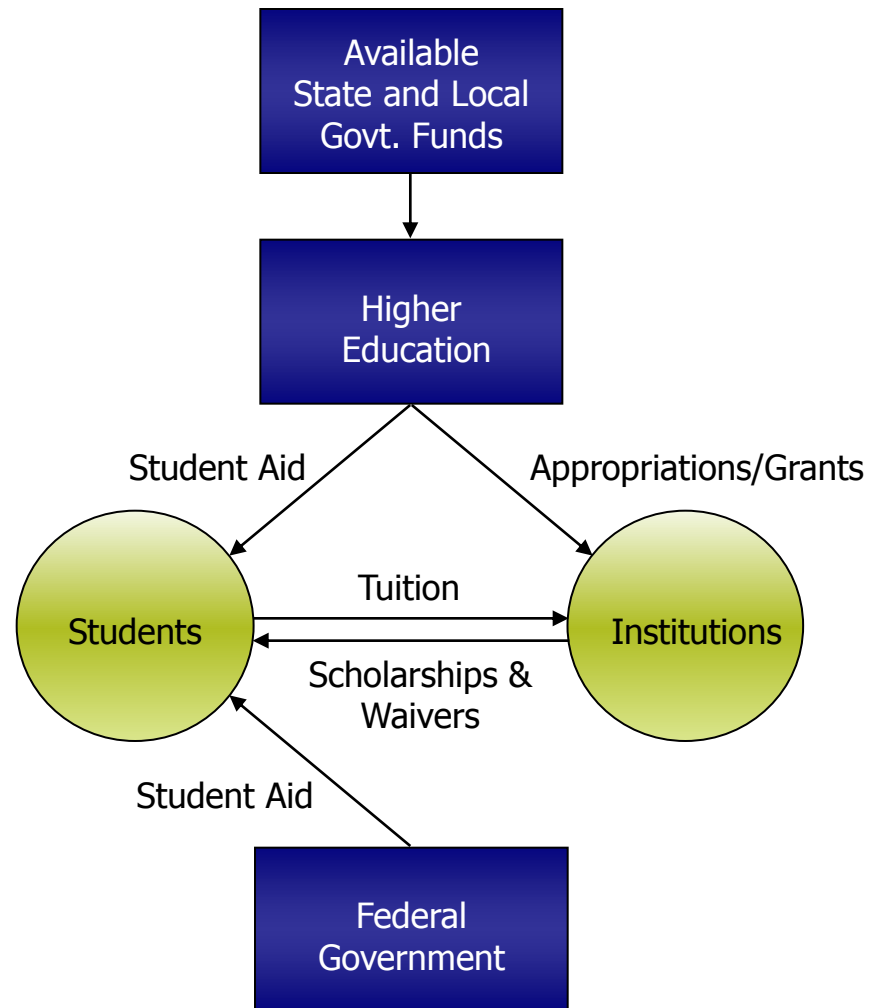 Available
State and Local
Govt. Funds
Higher
Education
Student Aid
Appropriations/Grants
Tuition
Students
Institutions
Scholarships &
Waivers
Student Aid
Federal
Government